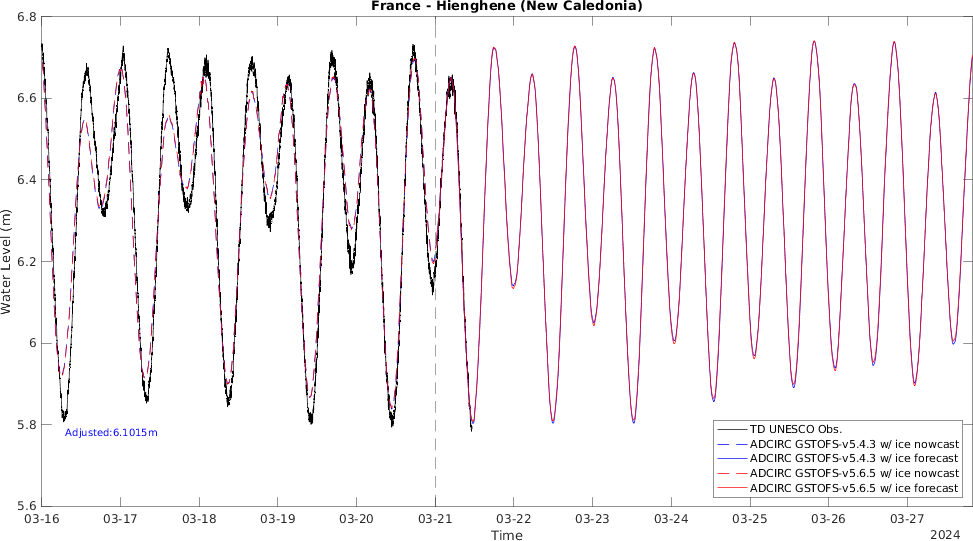 France - Hienghene (New Caledonia)
6.8
6.6
6.4
6.2
6
5.8
5.6
Water Level (m)
Adjusted:6.1015m
TD UNESCO Obs.
ADCIRC GSTOFS-v5.4.3 w/ ice nowcast
ADCIRC GSTOFS-v5.4.3 w/ ice forecast
ADCIRC GSTOFS-v5.6.5 w/ ice nowcast
ADCIRC GSTOFS-v5.6.5 w/ ice forecast
03-16 03-17 03-18 03-19 03-20 03-21 03-22 03-23 03-24 03-25 03-26 03-27
Time
2024